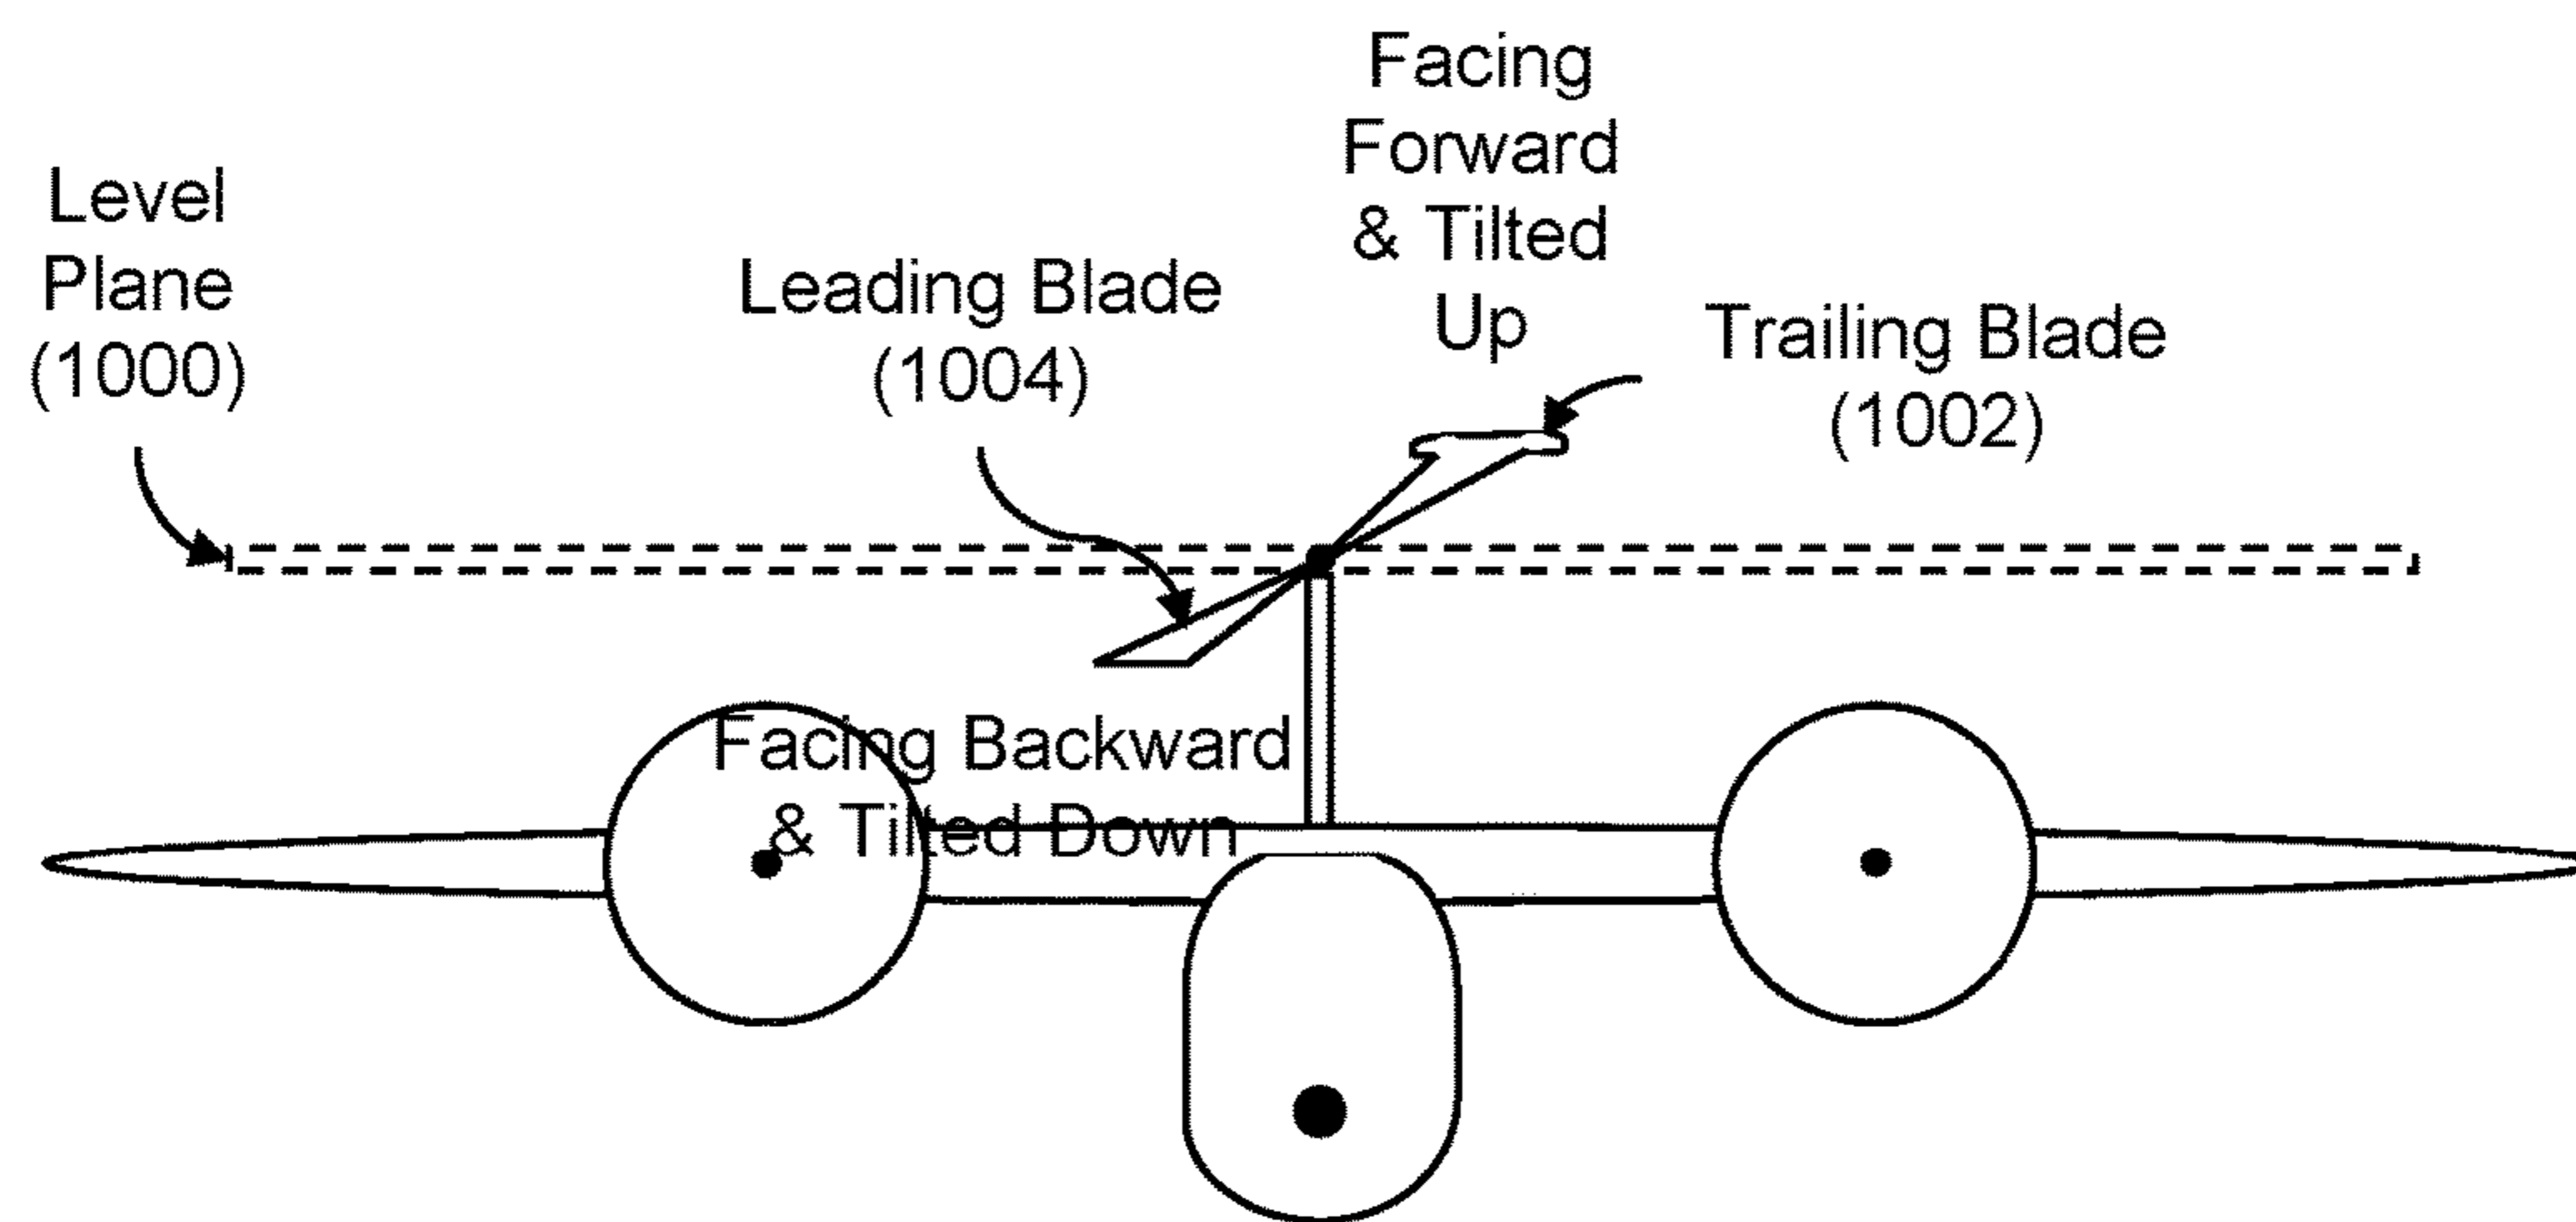 Level
Plane
(1000)
Leading Blade
(1004)
Facing
Forward
& Tilted
Up
Trailing Blade
(1002)
Facing Backward
& Tilted Down